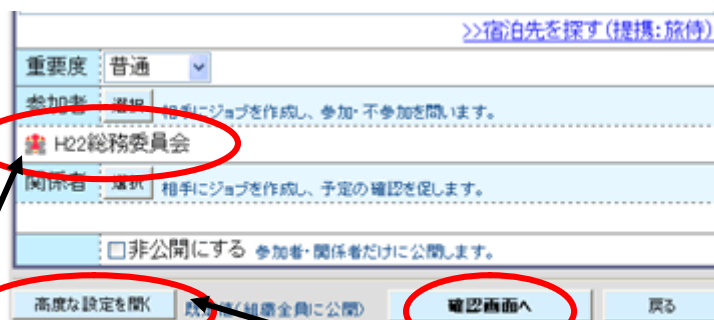 >>宿泊先を探す(提携:旅侍)
重要度 普通
参加者 選択 相手にジョブを作成し、参加・不参加を問います。
H22総務委員会
関係者 選択 相手にジョブを作成し、予定の確認を促します。
非公開にする 参加者・関係者だけに公開します。
高度な設定を開く 既定値(組織全員に公開) 確認画面へ 戻る